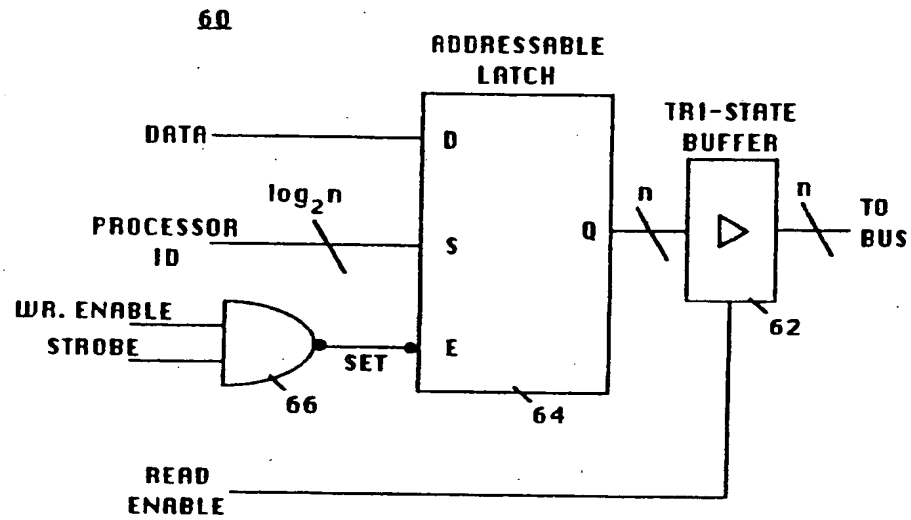 60
ADDRESSABLE
LATCH
TRI-STATE
BUFFER
DATA
D
log₂n
n
n
PROCESSOR
ID
S
Q
TO
BUS
WR. ENABLE
STROBE
SET
E
62
66
64
READ
ENABLE